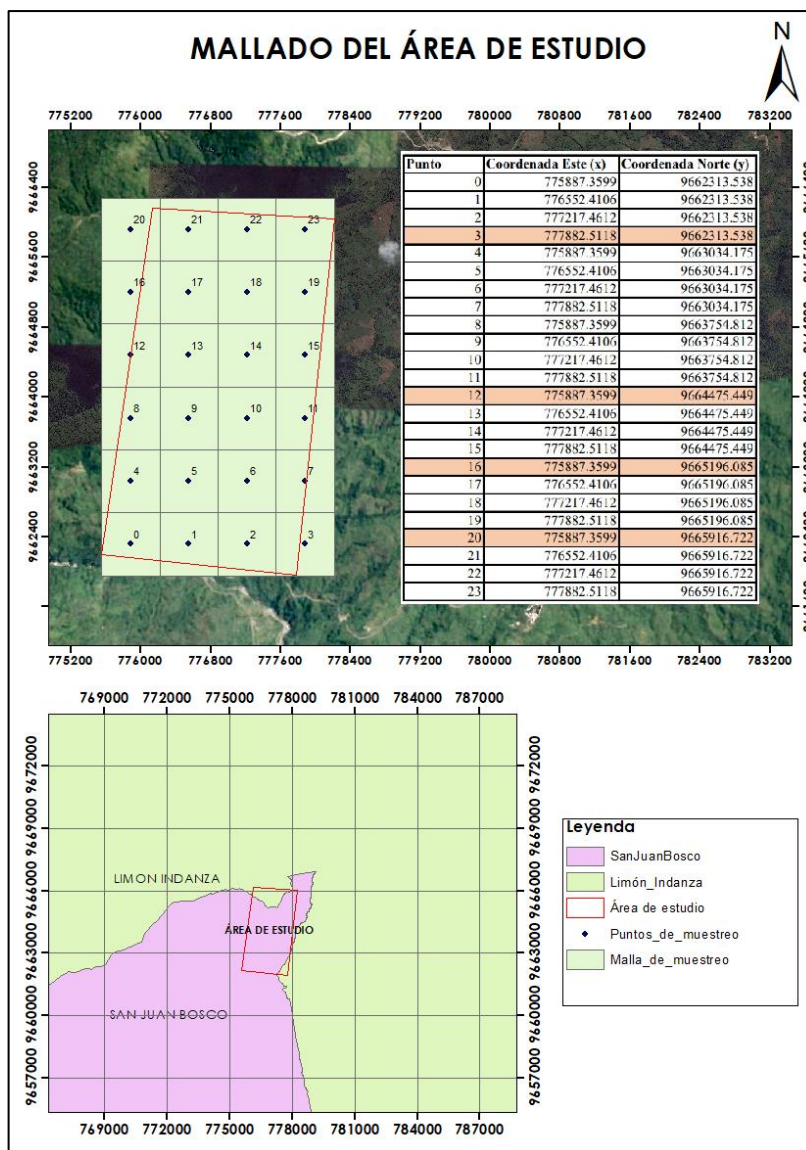 N
MALLADO DEL ÁREA DE ESTUDIO
775200 776000 776800 777600 778400 779200 780000 780800 781600 782400 783200
9666400
9665600
9664800
9664000
9663200
9662400
20 21 22 23
16 17 18 19
12 13 14 15
8 9 10 11
4 5 6 7
0 1 2 3
Punto Coordenada Este (x) Coordenada Norte (y)
0 775887.3599 9662313.538
1 776552.4106 9662313.538
2 777217.4612 9662313.538
3 777882.5118 9662313.538
4 775887.3599 9663034.175
5 776552.4106 9663034.175
6 777217.4612 9663034.175
7 777882.5118 9663034.175
8 775887.3599 9663754.812
9 776552.4106 9663754.812
10 777217.4612 9663754.812
11 777882.5118 9663754.812
12 775887.3599 9664475.449
13 776552.4106 9664475.449
14 777217.4612 9664475.449
15 777882.5118 9664475.449
16 775887.3599 9665196.085
17 776552.4106 9665196.085
18 777217.4612 9665196.085
19 777882.5118 9665196.085
20 775887.3599 9665916.722
21 776552.4106 9665916.722
22 777217.4612 9665916.722
23 777882.5118 9665916.722
775200 776000 776800 777600 778400 779200 780000 780800 781600 782400 783200
769000 772000 775000 778000 781000 784000 787000
9672000 9672000
9669000 9669000
9666000 9666000
9663000 9663000
9660000 9660000
9657000 9657000
LIMON INDANZA
ÁREA DE ESTUDIO
SAN JUAN BOSCO
769000 772000 775000 778000 781000 784000 787000
Leyenda
SanJuanBosco
Limón_Indanza
Área de estudio
Puntos_de_muestreo
Malla_de_muestreo